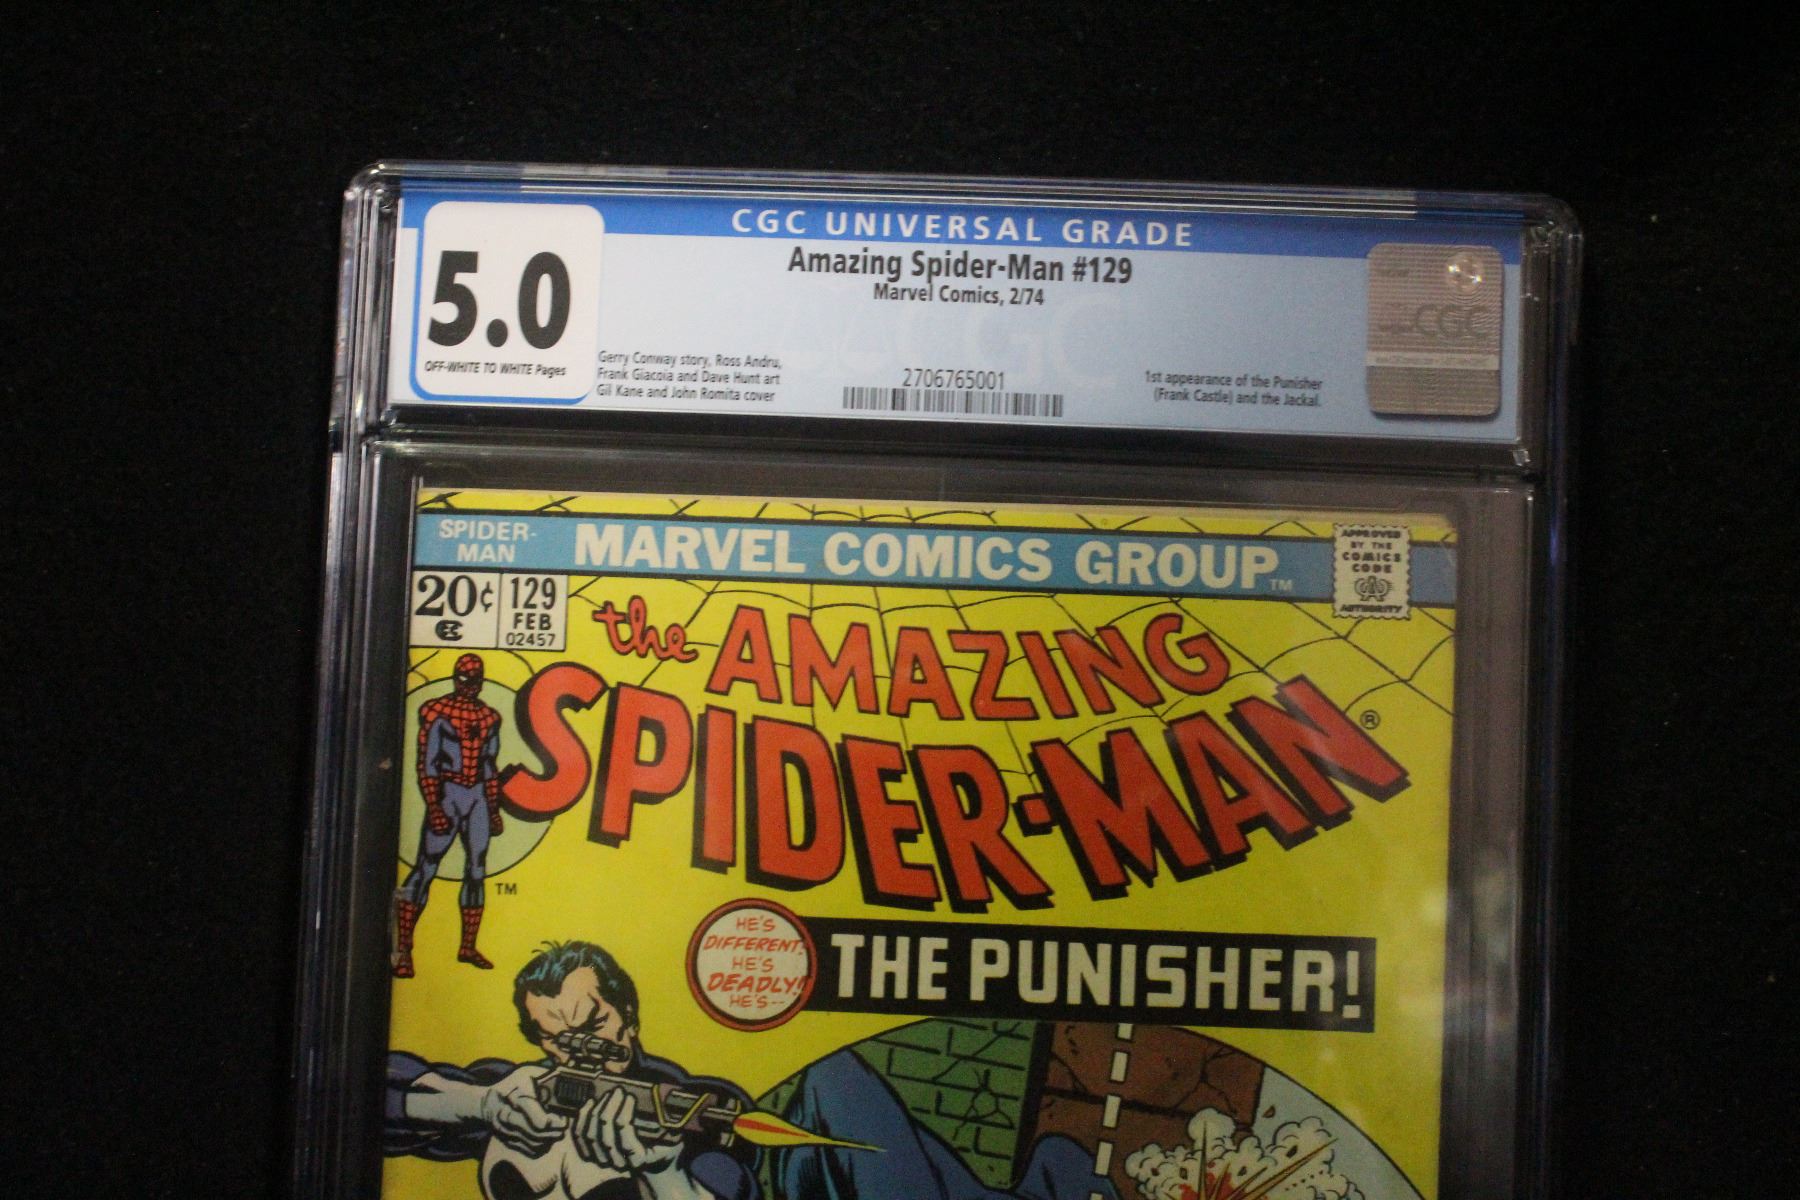 CGC UNIVERSAL GRADE
5.0
OFF-WHITE TO WHITE Pages
Amazing Spider-Man #129
Marvel Comics, 2/74
Gerry Conway story, Ross Andru,
Frank Giacoia and Dave Hunt art
Gil Kane and John Romita cover
2706765001
1st appearance of the Punisher
(Frank Castle) and the Jackal.
CGC
SPIDER-
MAN
MARVEL COMICS GROUP™
APPROVED
BY THE
COMICS
CODE
AUTHORITY
20¢
129
FEB
02457
the AMAZING
SPIDER-MAN®
TM
HE'S
DIFFERENT!
HE'S
DEADLY!
HE'S--
THE PUNISHER!